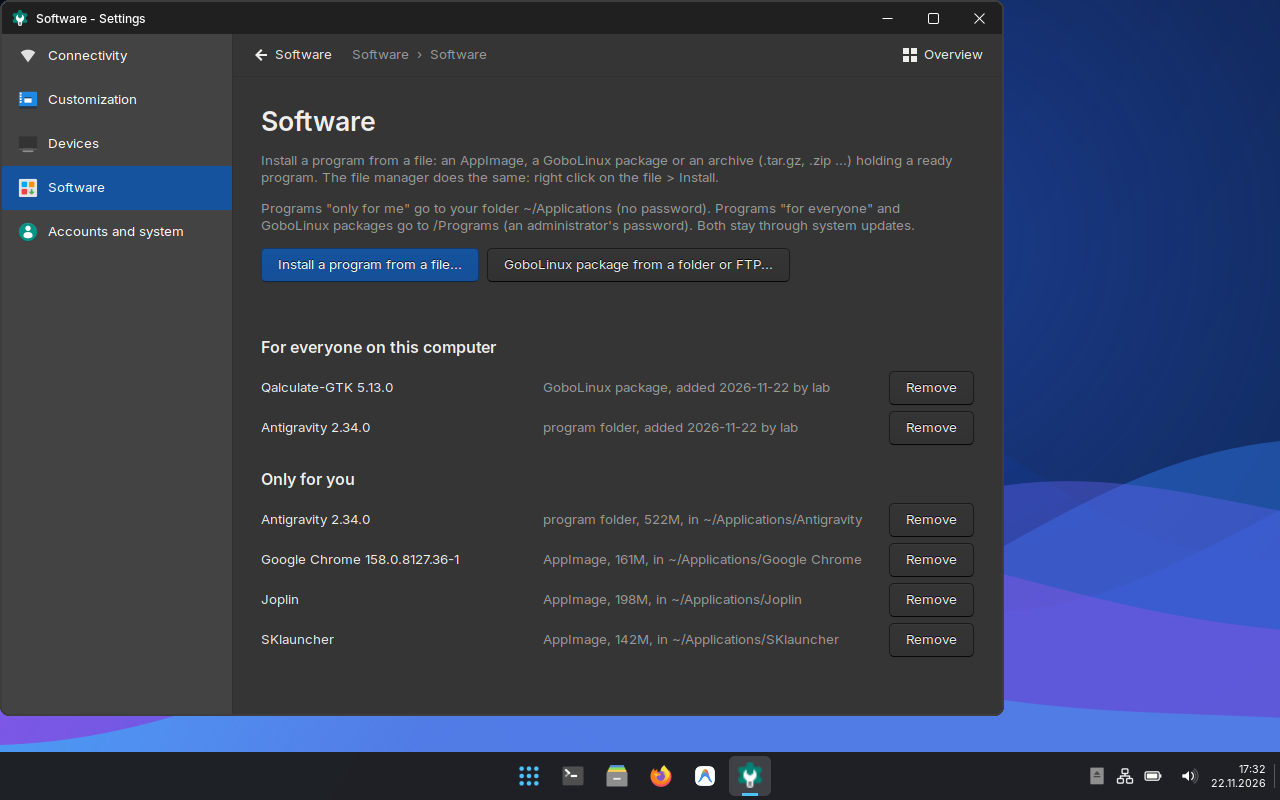 Software - Settings
Connectivity
Customization
Devices
Software
Accounts and system
Software
Software › Software
Overview
Software
Install a program from a file: an AppImage, a GoboLinux package or an archive (.tar.gz, .zip ...) holding a ready
program. The file manager does the same: right click on the file > Install.
Programs "only for me" go to your folder ~/Applications (no password). Programs "for everyone" and
GoboLinux packages go to /Programs (an administrator's password). Both stay through system updates.
Install a program from a file...
GoboLinux package from a folder or FTP...
For everyone on this computer
Qalculate-GTK 5.13.0 GoboLinux package, added 2026-11-22 by lab Remove
Antigravity 2.34.0 program folder, added 2026-11-22 by lab Remove
Only for you
Antigravity 2.34.0 program folder, 522M, in ~/Applications/Antigravity Remove
Google Chrome 158.0.8127.36-1 AppImage, 161M, in ~/Applications/Google Chrome Remove
Joplin AppImage, 198M, in ~/Applications/Joplin Remove
SKlauncher AppImage, 142M, in ~/Applications/SKlauncher Remove
17:32
22.11.2026